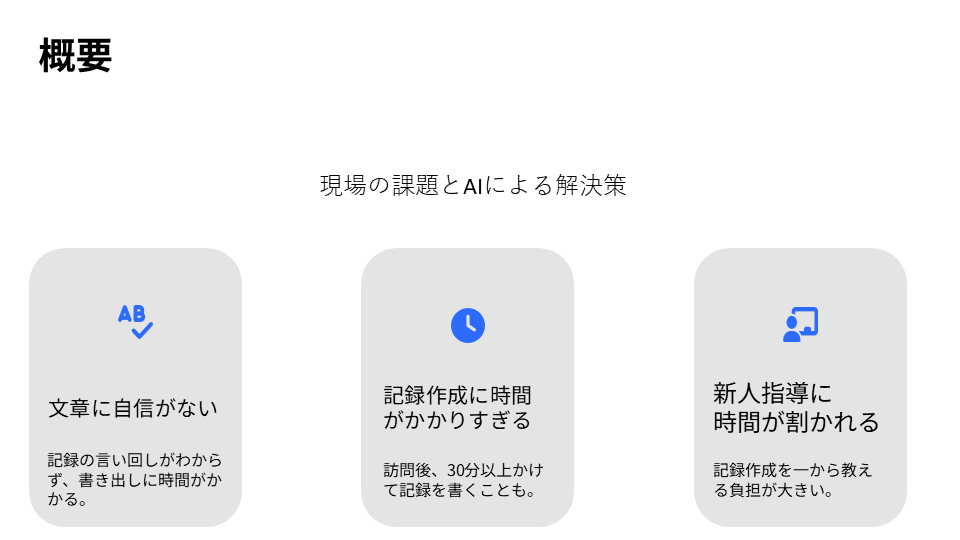 概要
現場の課題とAIによる解決策
AB
文章に自信がない
記録の言い回しがわから
ず、書き出しに時間がか
かる。
記録作成に時間
がかかりすぎる
訪問後、30分以上かけ
て記録を書くことも。
新人指導に
時間が割かれる
記録作成を一から教え
る負担が大きい。